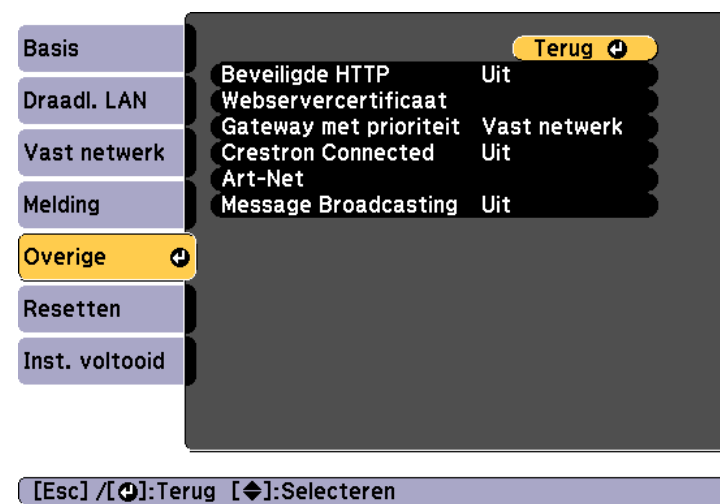 Basis
Draadl. LAN
Vast netwerk
Melding
Overige
Resetten
Inst. voltooid
Terug
Beveiligde HTTP Uit
Webservercertificaat
Gateway met prioriteit Vast netwerk
Crestron Connected Uit
Art-Net
Message Broadcasting Uit
[Esc] /[⏎]:Terug [◆]:Selecteren